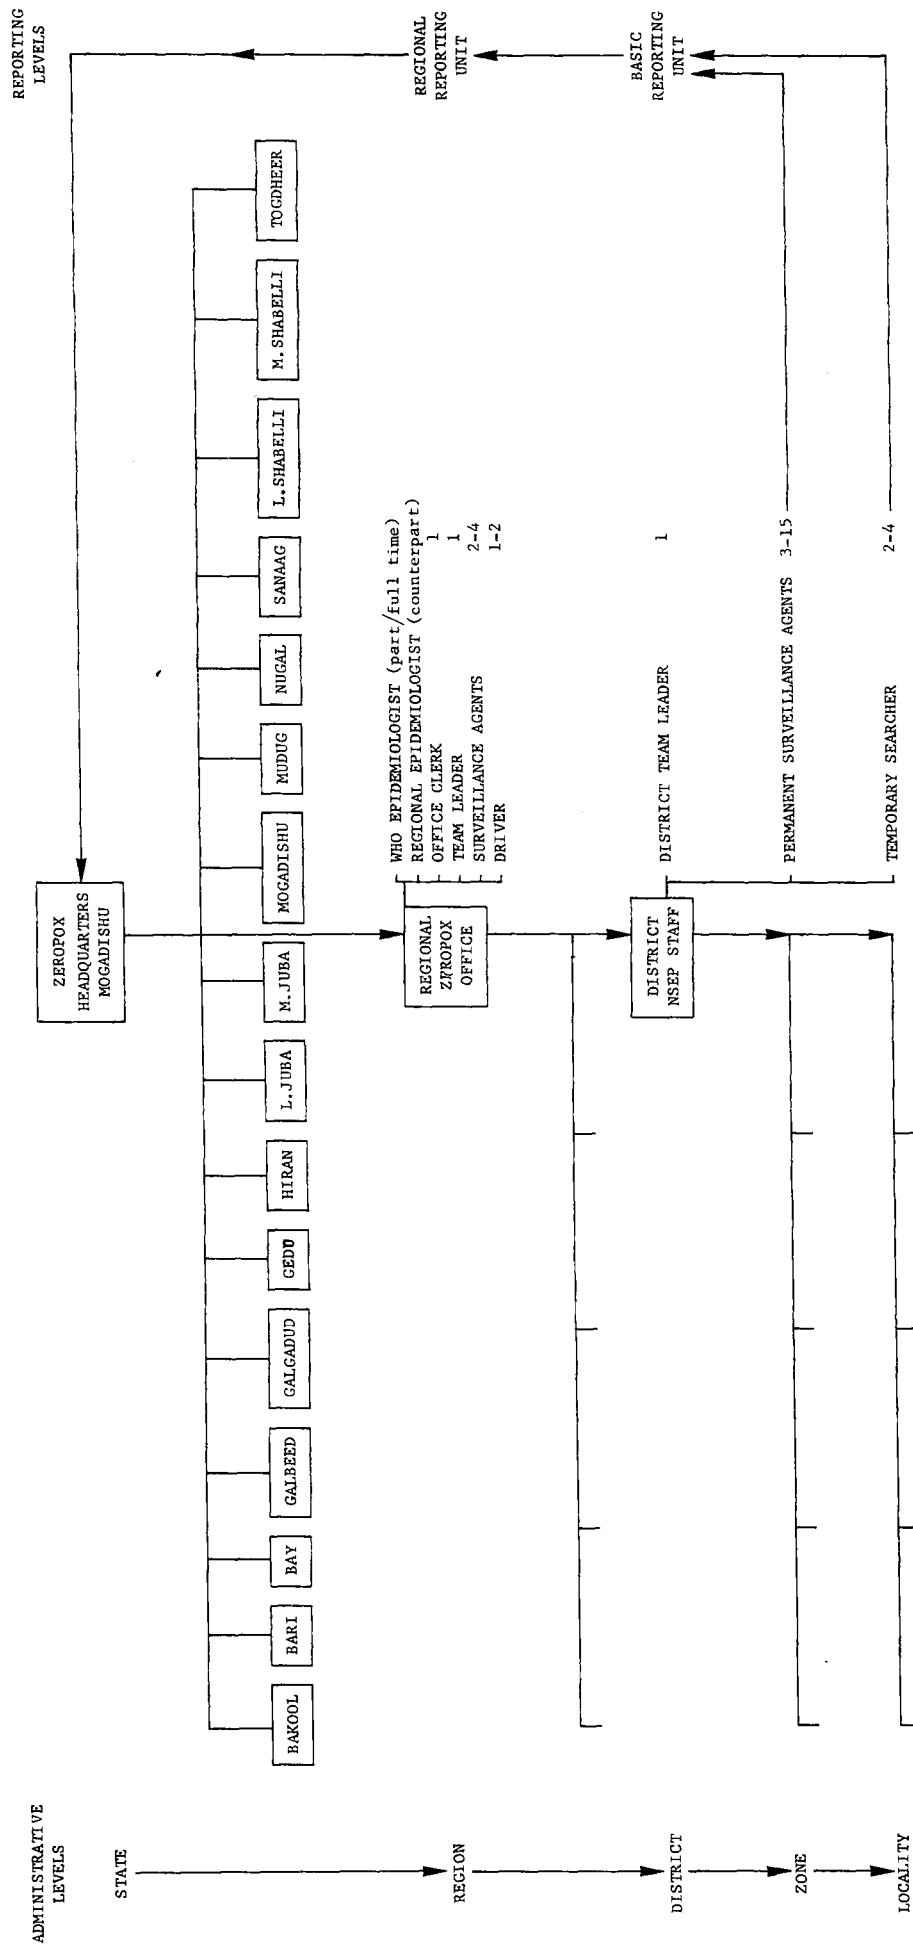 ADMINISTRATIVE
LEVELS
REPORTING
LEVELS
STATE
ZEROPOX
HEADQUARTERS
MOGADISHU
BAKOOL
BARI
BAY
GALBEED
GALGADUD
GEDO
HIRAN
L.JUBA
M.JUBA
MOGADISHU
MUDUG
NUGAL
SANAAG
L.SHABELLI
M.SHABELLI
TOGDHEER
REGION
REGIONAL
ZEROPOX
OFFICE
WHO EPIDEMIOLOGIST (part/full time)
REGIONAL EPIDEMIOLOGIST (counterpart)
OFFICE CLERK 1
TEAM LEADER 1
SURVEILLANCE AGENTS 2-4
DRIVER 1-2
REGIONAL
REPORTING
UNIT
DISTRICT
DISTRICT
NSEP STAFF
DISTRICT TEAM LEADER 1
BASIC
REPORTING
UNIT
ZONE
PERMANENT SURVEILLANCE AGENTS 3-15
LOCALITY
TEMPORARY SEARCHER 2-4